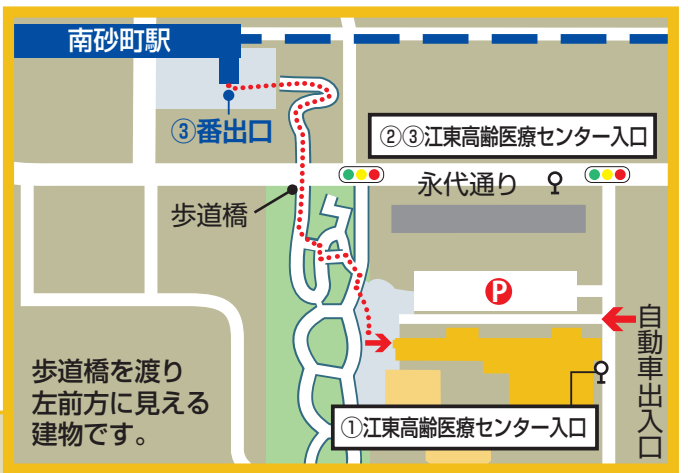 南砂町駅
③番出口
②③江東高齢医療センター入口
永代通り
歩道橋
P
自動車出入口
歩道橋を渡り
左前方に見える
建物です。
①江東高齢医療センター入口